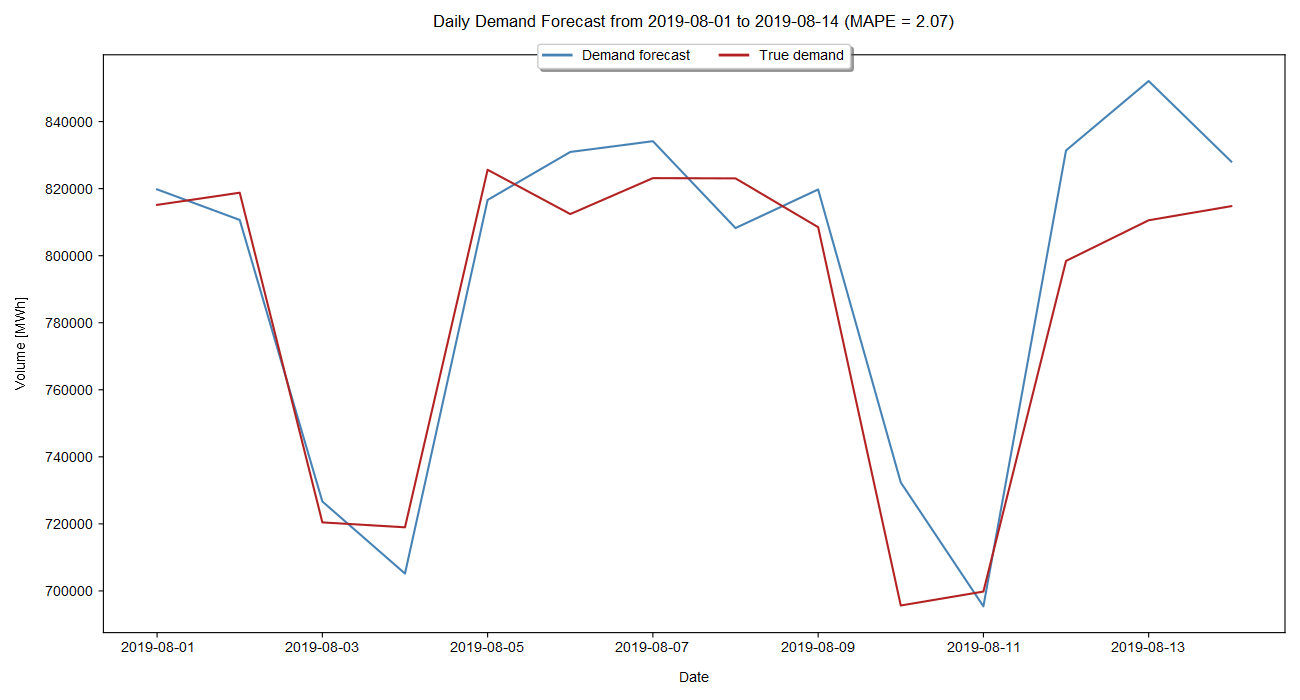 Daily Demand Forecast from 2019-08-01 to 2019-08-14 (MAPE = 2.07)
Demand forecast True demand
840000
820000
800000
780000
760000
740000
720000
700000
Volume [MWh]
2019-08-01 2019-08-03 2019-08-05 2019-08-07 2019-08-09 2019-08-11 2019-08-13
Date